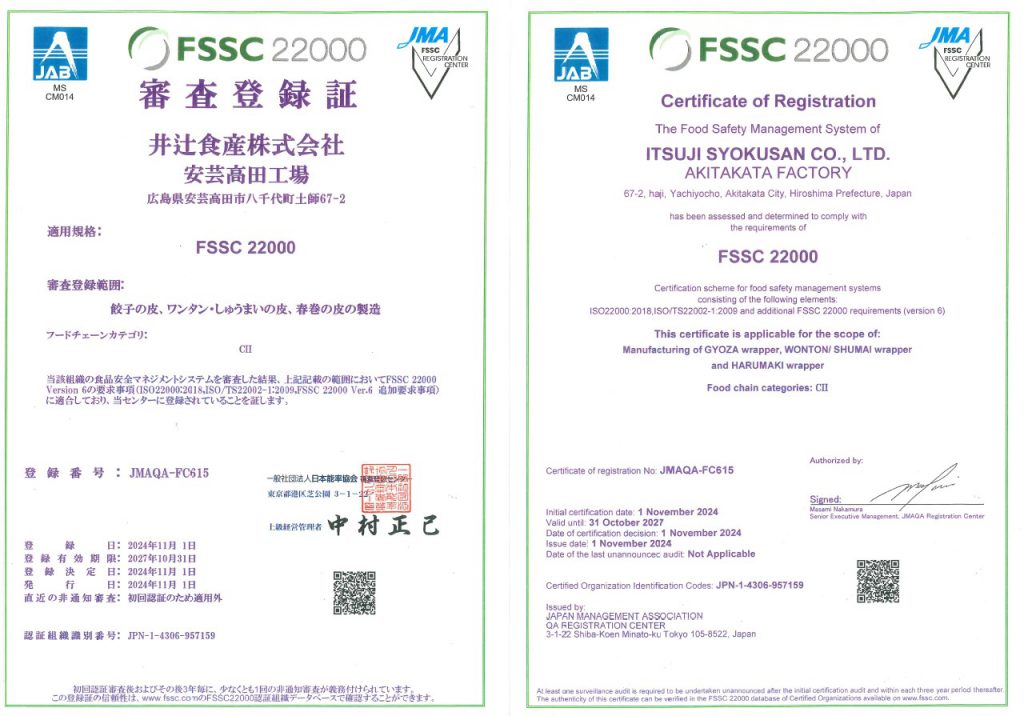 JAB
MS
CM014
FSSC 22000
JMA
FSSC
REGISTRATION
CENTER
審査登録証
井辻食産株式会社
安芸高田工場
広島県安芸高田市八千代町土師67-2
適用規格:
FSSC 22000
審査登録範囲:
餃子の皮、ワンタン・しゅうまいの皮、春巻の皮の製造
フードチェーンカテゴリ:
CII
当該組織の食品安全マネジメントシステムを審査した結果、上記記載の範囲においてFSSC 22000
Version 6の要求事項(ISO22000:2018,ISO/TS22002-1:2009,FSSC 22000 Ver.6 追加要求事項)
に適合しており、当センターに登録されていることを証します。
登録番号: JMAQA-FC615
一般社団法人日本能率協会 審査登録センター
東京都港区芝公園 3-1-22
上級経営管理者 中村正己
登録日: 2024年11月 1日
登録有効期限: 2027年10月31日
登録決定日: 2024年11月 1日
発行日: 2024年11月 1日
直近の非通知審査: 初回認証のため適用外
認証組織識別番号: JPN-1-4306-957159
初回認証審査後およびその後3年毎に、少なくとも1回の非通知審査が義務付けられています。
この登録証の信頼性は、www.fssc.comのFSSC22000認証組織データベースで確認することができます。
JAB
MS
CM014
FSSC 22000
JMA
FSSC
REGISTRATION
CENTER
Certificate of Registration
The Food Safety Management System of
ITSUJI SYOKUSAN CO., LTD.
AKITAKATA FACTORY
67-2, haji, Yachiyocho, Akitakata City, Hiroshima Prefecture, Japan
has been assessed and determined to comply with
the requirements of
FSSC 22000
Certification scheme for food safety management systems
consisting of the following elements:
ISO22000:2018,ISO/TS22002-1:2009 and additional FSSC 22000 requirements (version 6)
This certificate is applicable for the scope of:
Manufacturing of GYOZA wrapper, WONTON/ SHUMAI wrapper
and HARUMAKI wrapper
Food chain categories: CII
Certificate of registration No: JMAQA-FC615
Authorized by:
Signed:
Masami Nakamura
Senior Executive Management, JMAQA Registration Center
Initial certification date: 1 November 2024
Valid until: 31 October 2027
Date of certification decision: 1 November 2024
Issue date: 1 November 2024
Date of the last unannounced audit: Not Applicable
Certified Organization Identification Codes: JPN-1-4306-957159
Issued by:
JAPAN MANAGEMENT ASSOCIATION
QA REGISTRATION CENTER
3-1-22 Shiba-Koen Minato-ku Tokyo 105-8522, Japan
At least one surveillance audit is required to be undertaken unannounced after the initial certification audit and within each three year period thereafter.
The authenticity of this certificate can be verified in the FSSC 22000 database of Certified Organizations available on www.fssc.com.